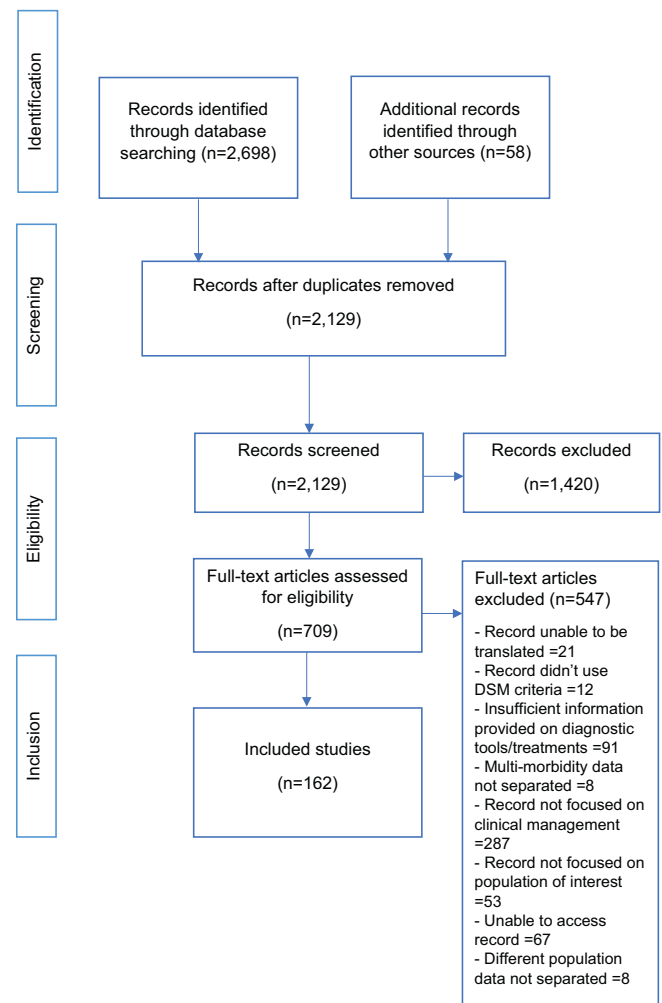 Identification
Records identified
through database
searching (n=2,698)
Additional records
identified through
other sources (n=58)
Screening
Records after duplicates removed
(n=2,129)
Eligibility
Records screened
(n=2,129)
Records excluded
(n=1,420)
Full-text articles assessed
for eligibility
(n=709)
Full-text articles
excluded (n=547)
- Record unable to be
translated =21
- Record didn't use
DSM criteria =12
- Insufficient information
provided on diagnostic
tools/treatments =91
- Multi-morbidity data
not separated =8
- Record not focused on
clinical management
=287
- Record not focused on
population of interest
=53
- Unable to access
record =67
- Different population
data not separated =8
Inclusion
Included studies
(n=162)